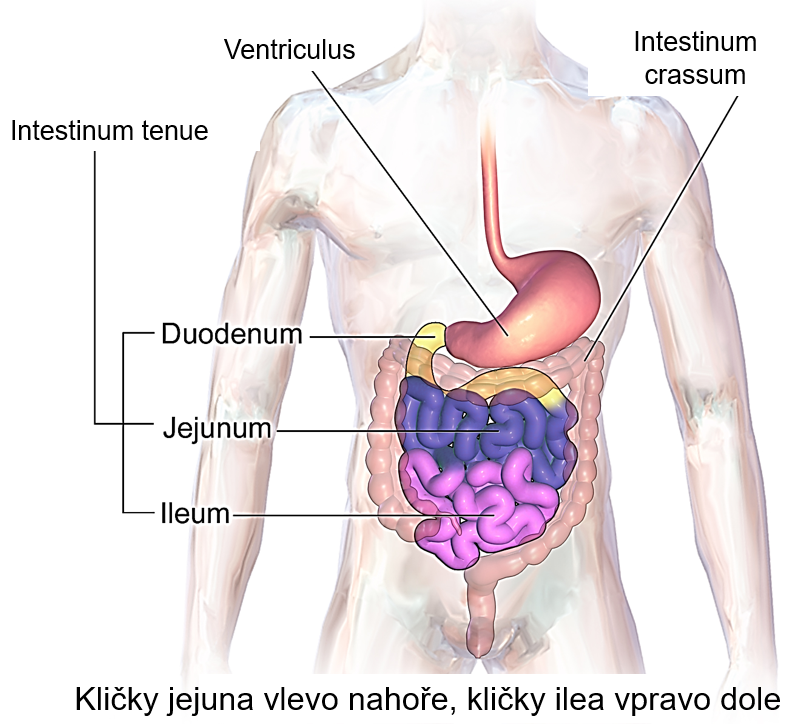 Ventriculus
Intestinum
crassum
Intestinum tenue
Duodenum
Jejunum
Ileum
Kličky jejuna vlevo nahoře, kličky ilea vpravo dole